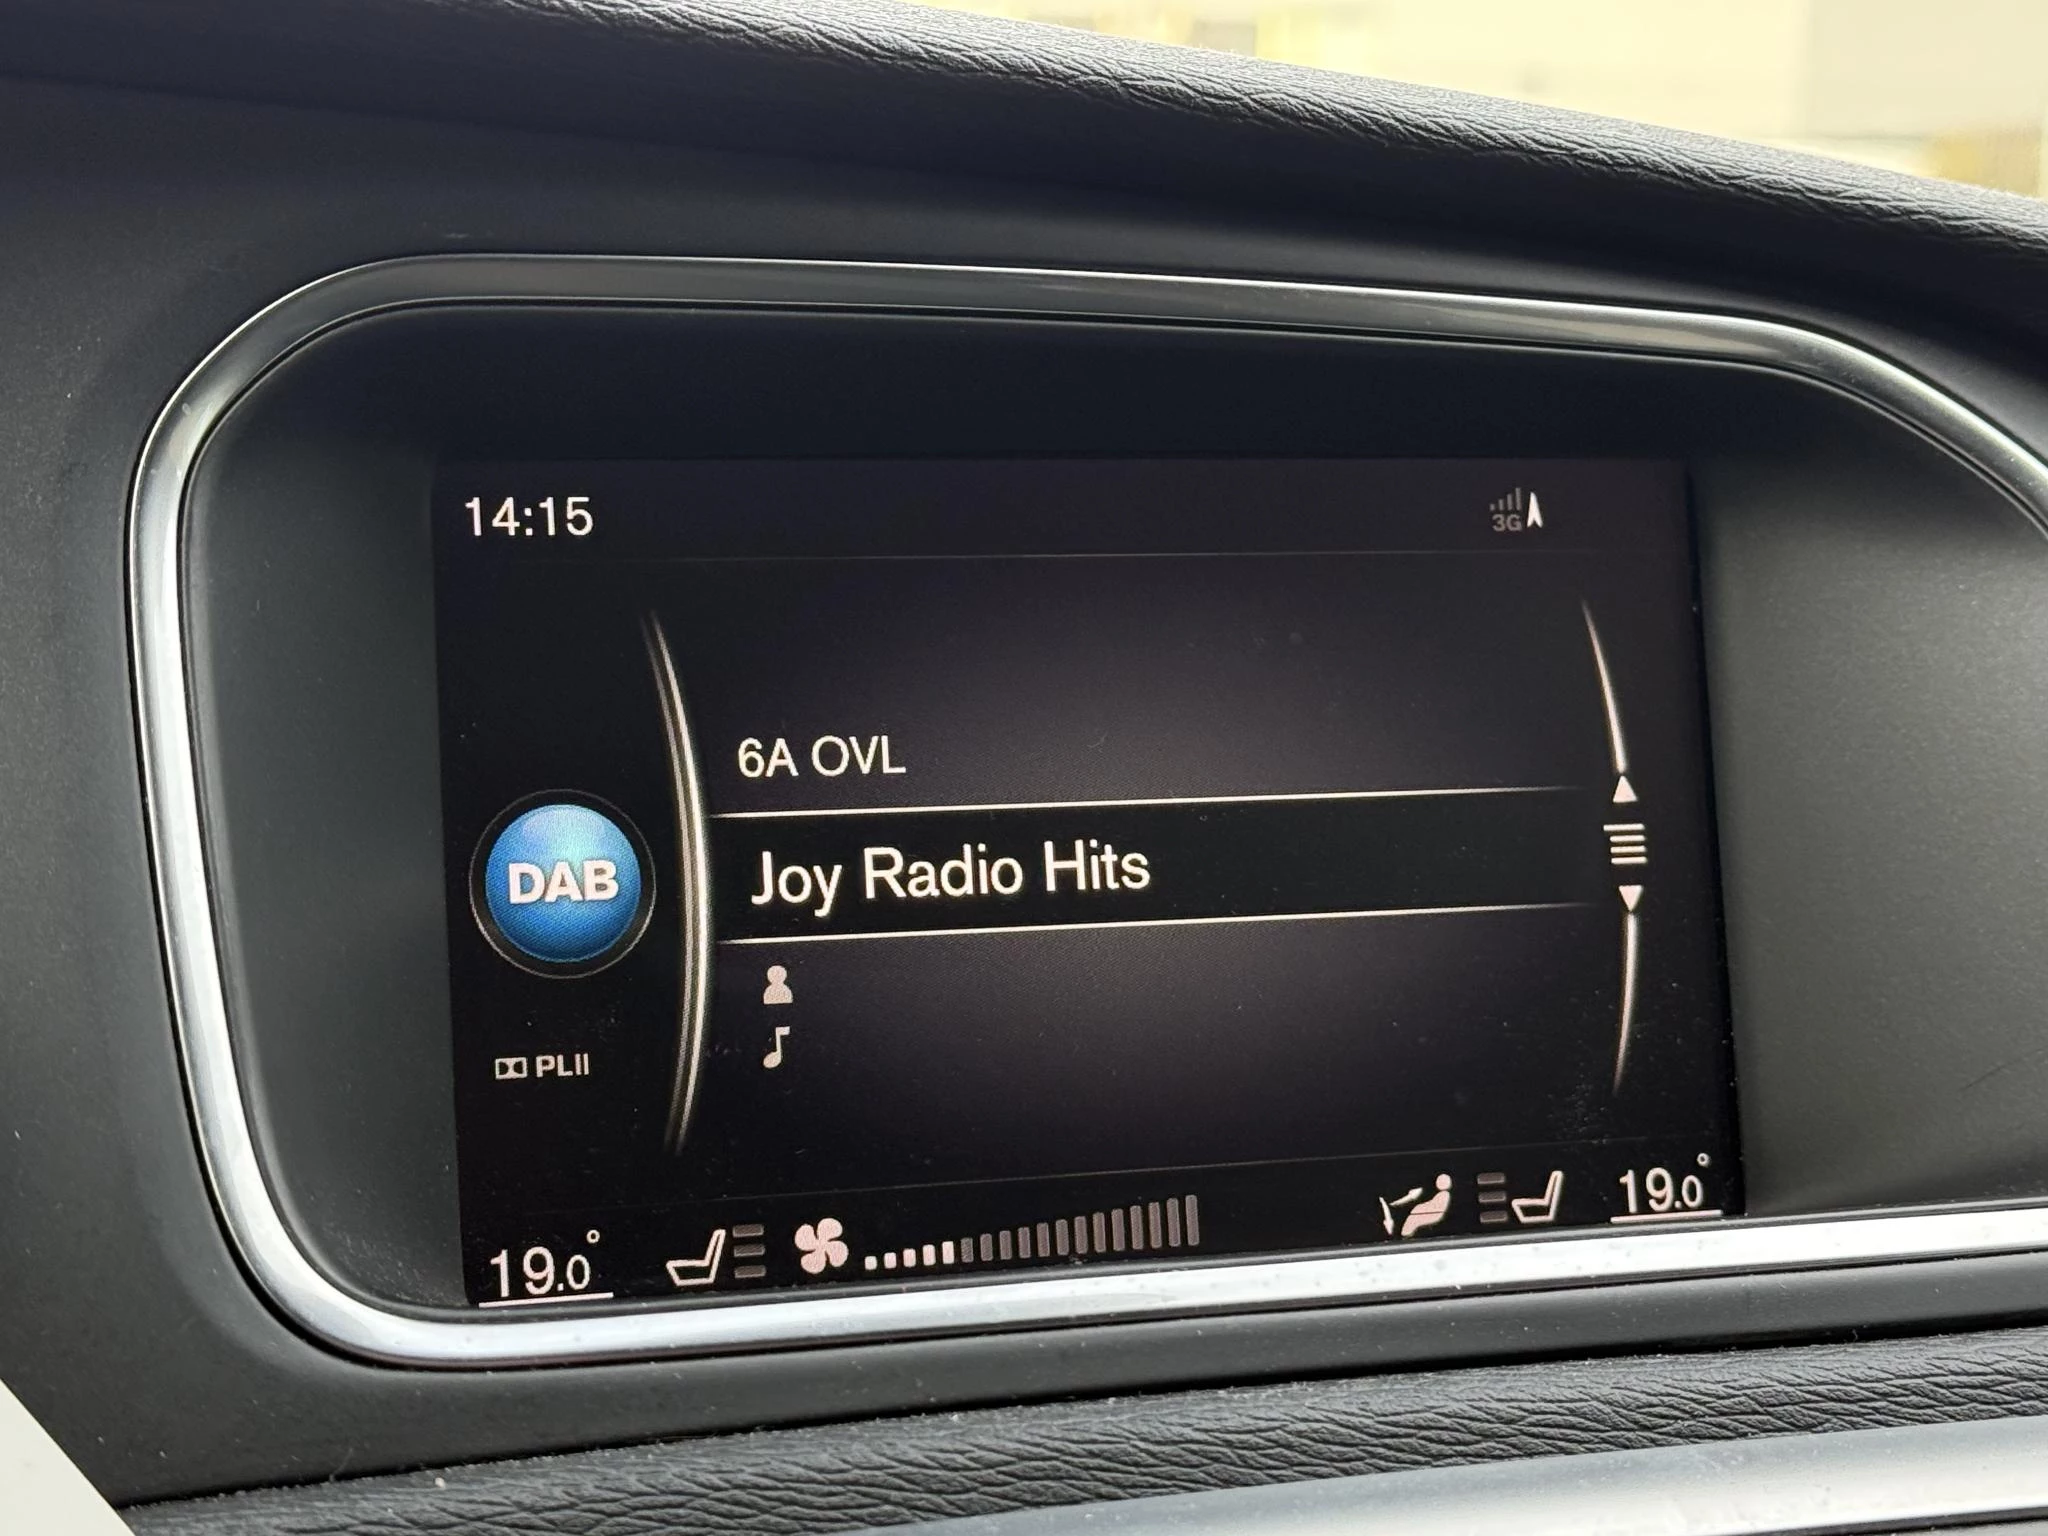 14:15
3G
6A OVL
DAB
Joy Radio Hits
PLII
19.0°
19.0°